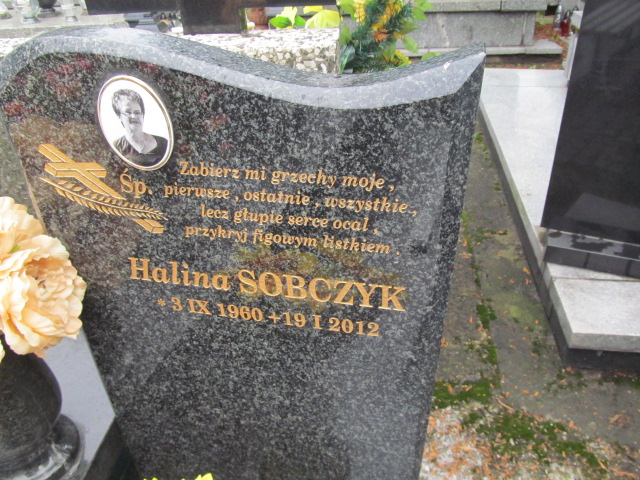 Zabierz mi grzechy moje ,
Śp. pierwsze , ostatnie , wszystkie ,
lecz głupie serce ocal ,
przykryj figowym listkiem .
Halina SOBCZYK
* 3 IX 1960 + 19 I 2012